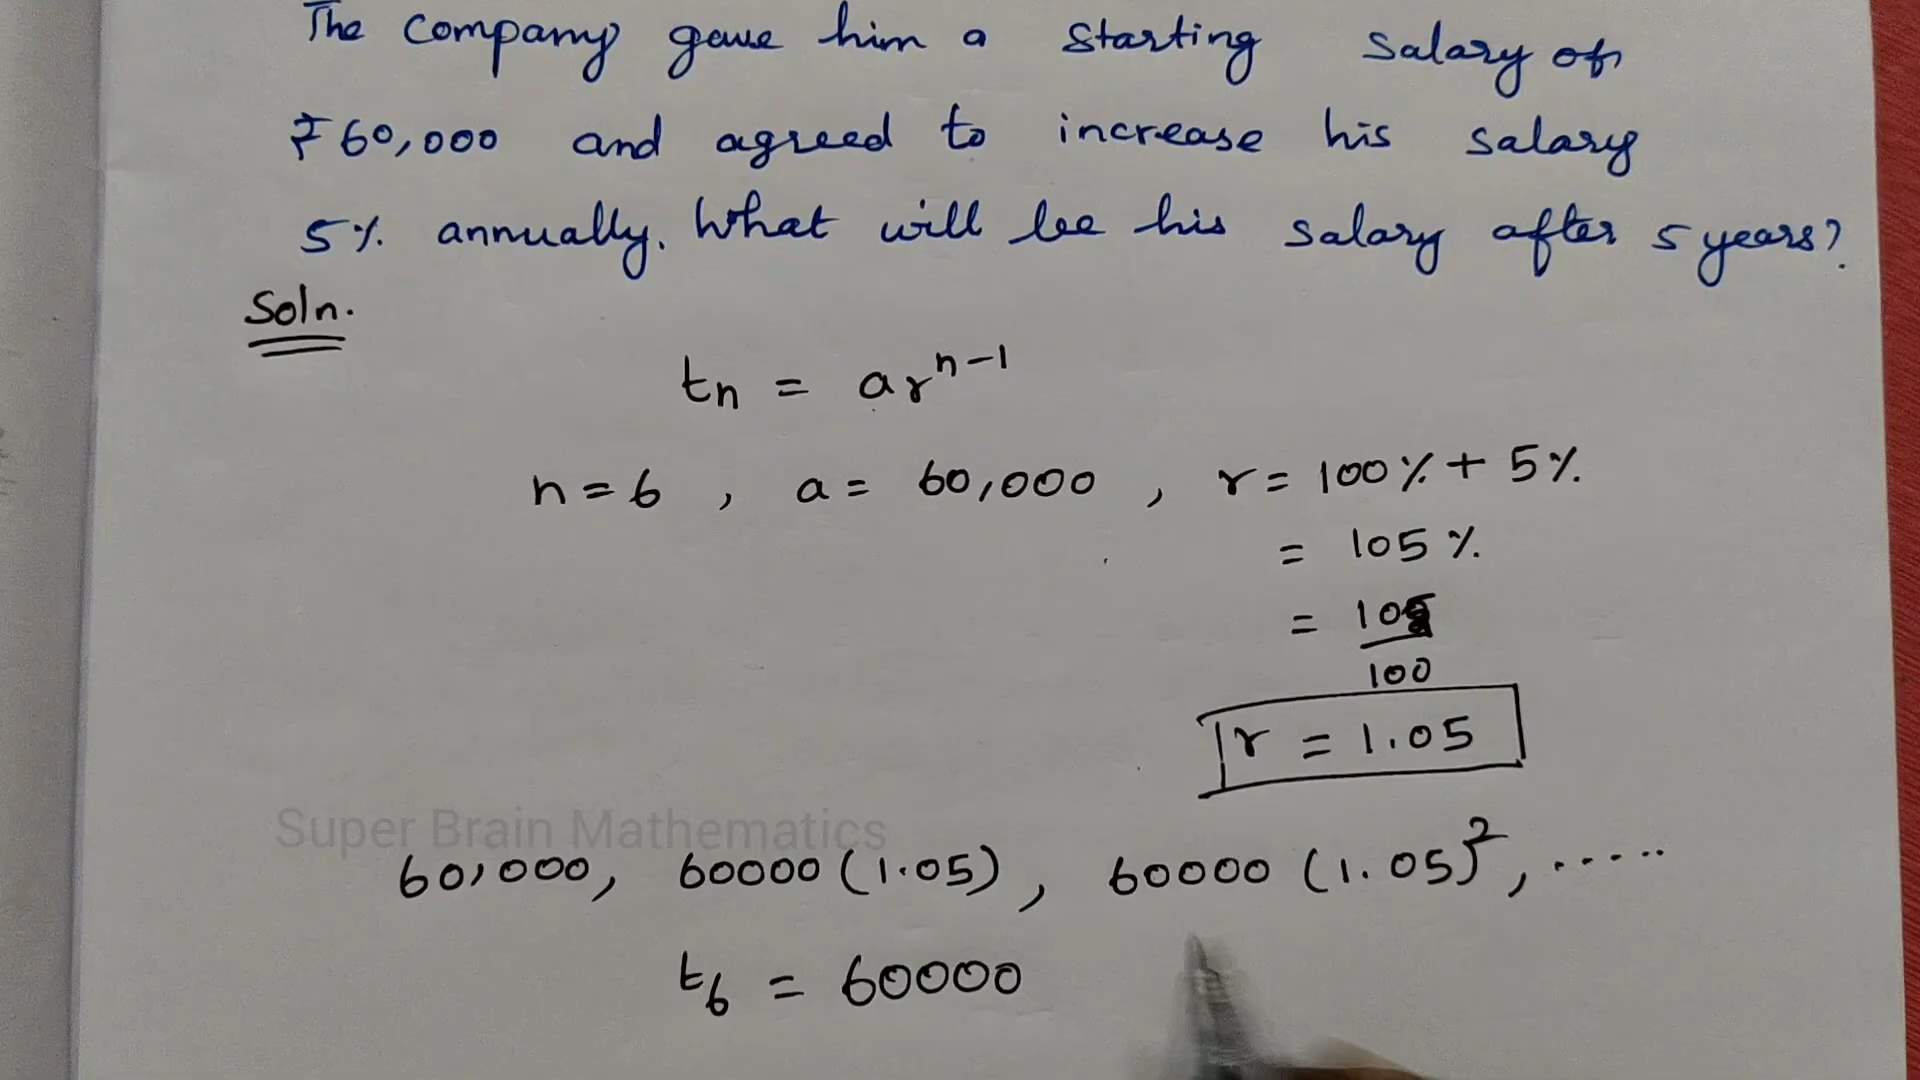 The company gave him a starting salary of
₹60,000 and agreed to increase his salary
5% annually. What will be his salary after 5 years?
Soln.
tn = ar^n-1
n=6 , a= 60,000 , r= 100% + 5%
= 105%
= 105/100
r = 1.05
Super Brain Mathematics
60,000, 60000(1.05), 60000(1.05)^2, .....
t6 = 60000